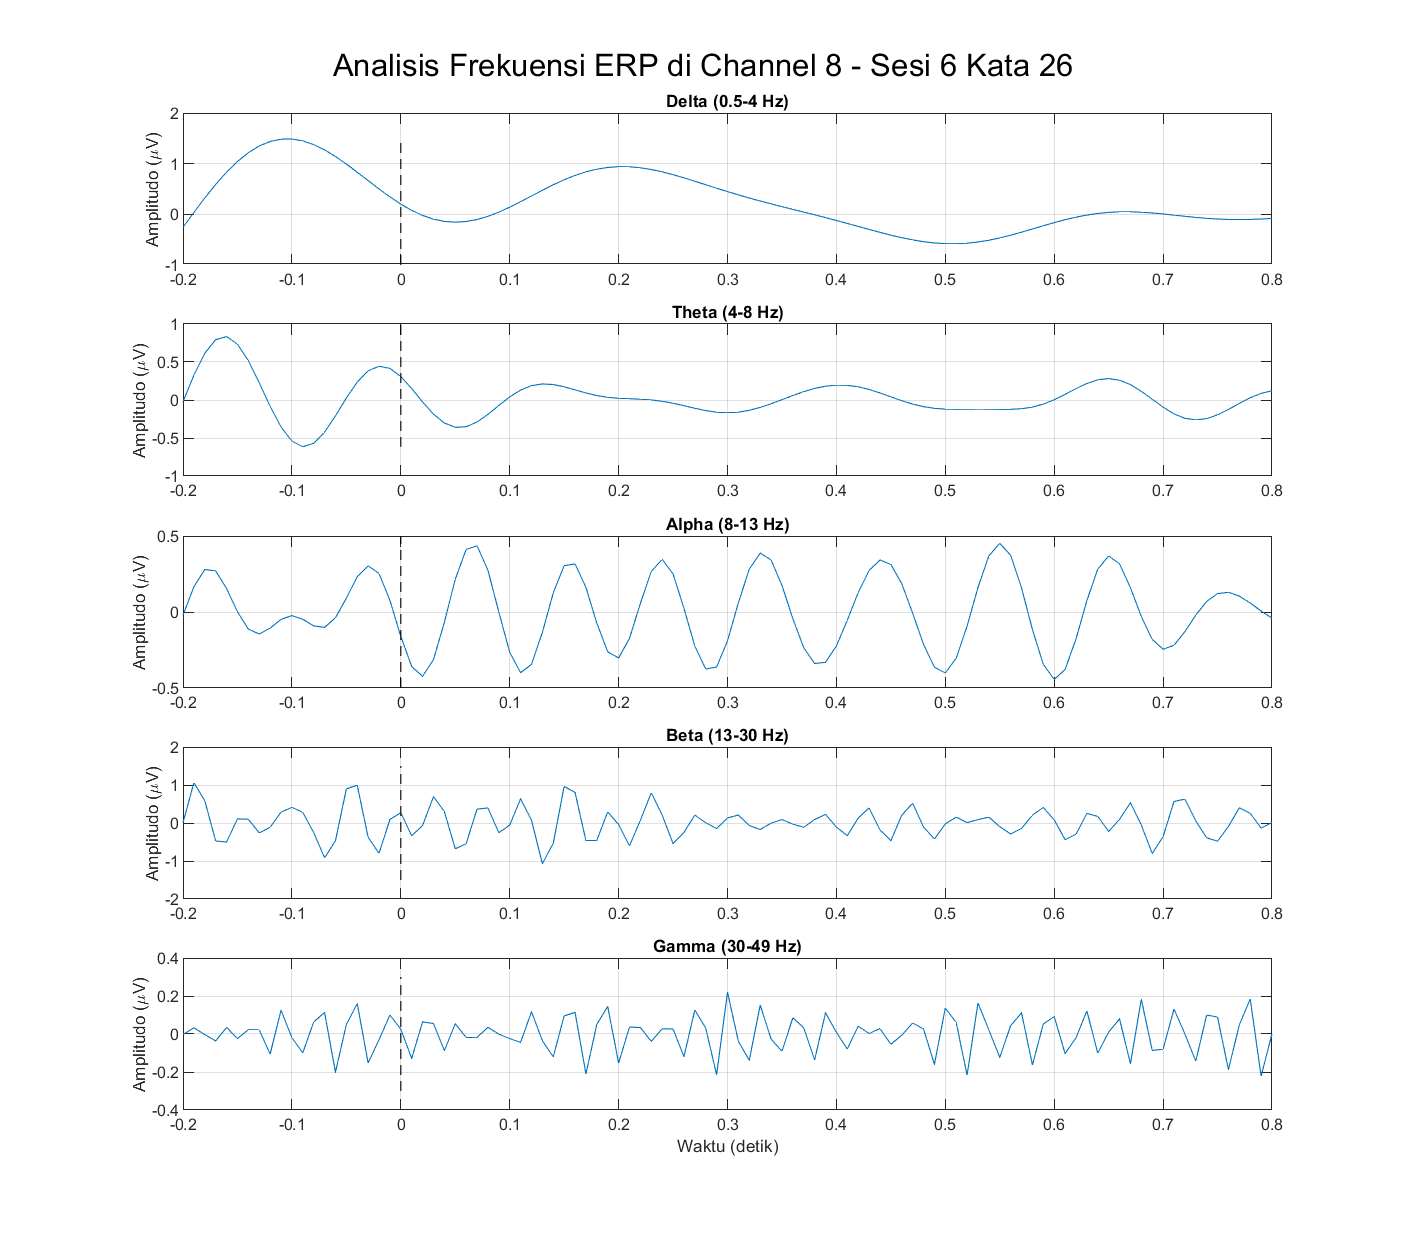 Analisis Frekuensi ERP di Channel 8 - Sesi 6 Kata 26
Delta (0.5-4 Hz)
Amplitudo (μV)
2
1
0
-1
-0.2 -0.1 0 0.1 0.2 0.3 0.4 0.5 0.6 0.7 0.8
Theta (4-8 Hz)
Amplitudo (μV)
1
0.5
0
-0.5
-1
-0.2 -0.1 0 0.1 0.2 0.3 0.4 0.5 0.6 0.7 0.8
Alpha (8-13 Hz)
Amplitudo (μV)
0.5
0
-0.5
-0.2 -0.1 0 0.1 0.2 0.3 0.4 0.5 0.6 0.7 0.8
Beta (13-30 Hz)
Amplitudo (μV)
2
1
0
-1
-2
-0.2 -0.1 0 0.1 0.2 0.3 0.4 0.5 0.6 0.7 0.8
Gamma (30-49 Hz)
Amplitudo (μV)
0.4
0.2
0
-0.2
-0.4
-0.2 -0.1 0 0.1 0.2 0.3 0.4 0.5 0.6 0.7 0.8
Waktu (detik)